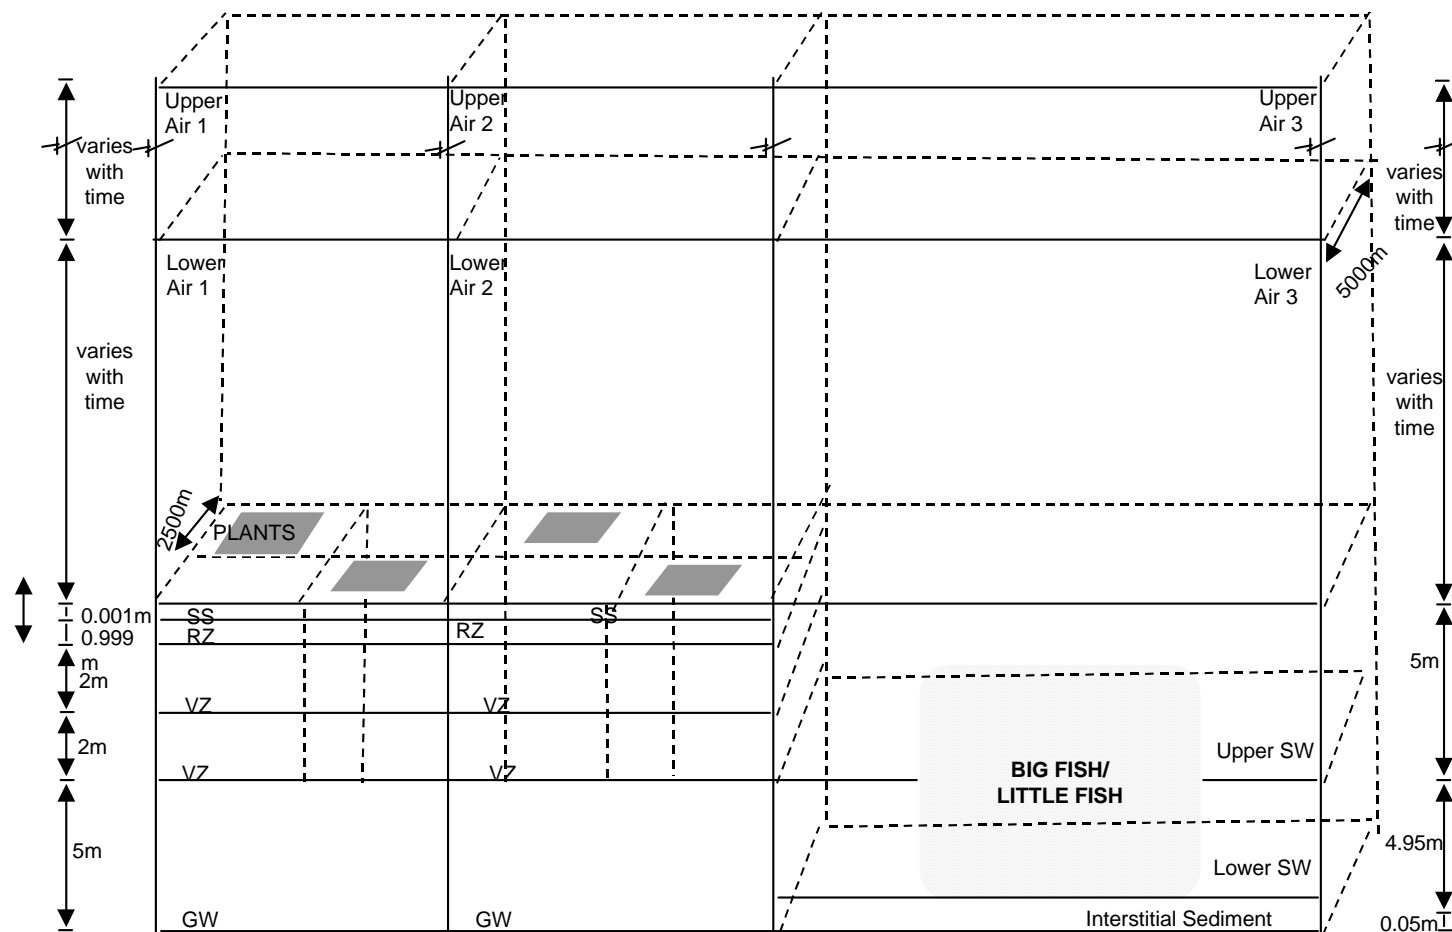 Upper
Air 1
Upper
Air 2
Upper
Air 3
varies
with
time
varies
with
time
Lower
Air 1
Lower
Air 2
Lower
Air 3
5000m
varies
with
time
varies
with
time
2500m
PLANTS
0.001m
SS
SS
0.999
m
RZ
RZ
2m
5m
VZ
VZ
2m
Upper SW
VZ
VZ
BIG FISH/
LITTLE FISH
5m
4.95m
Lower SW
GW
GW
Interstitial Sediment
0.05m